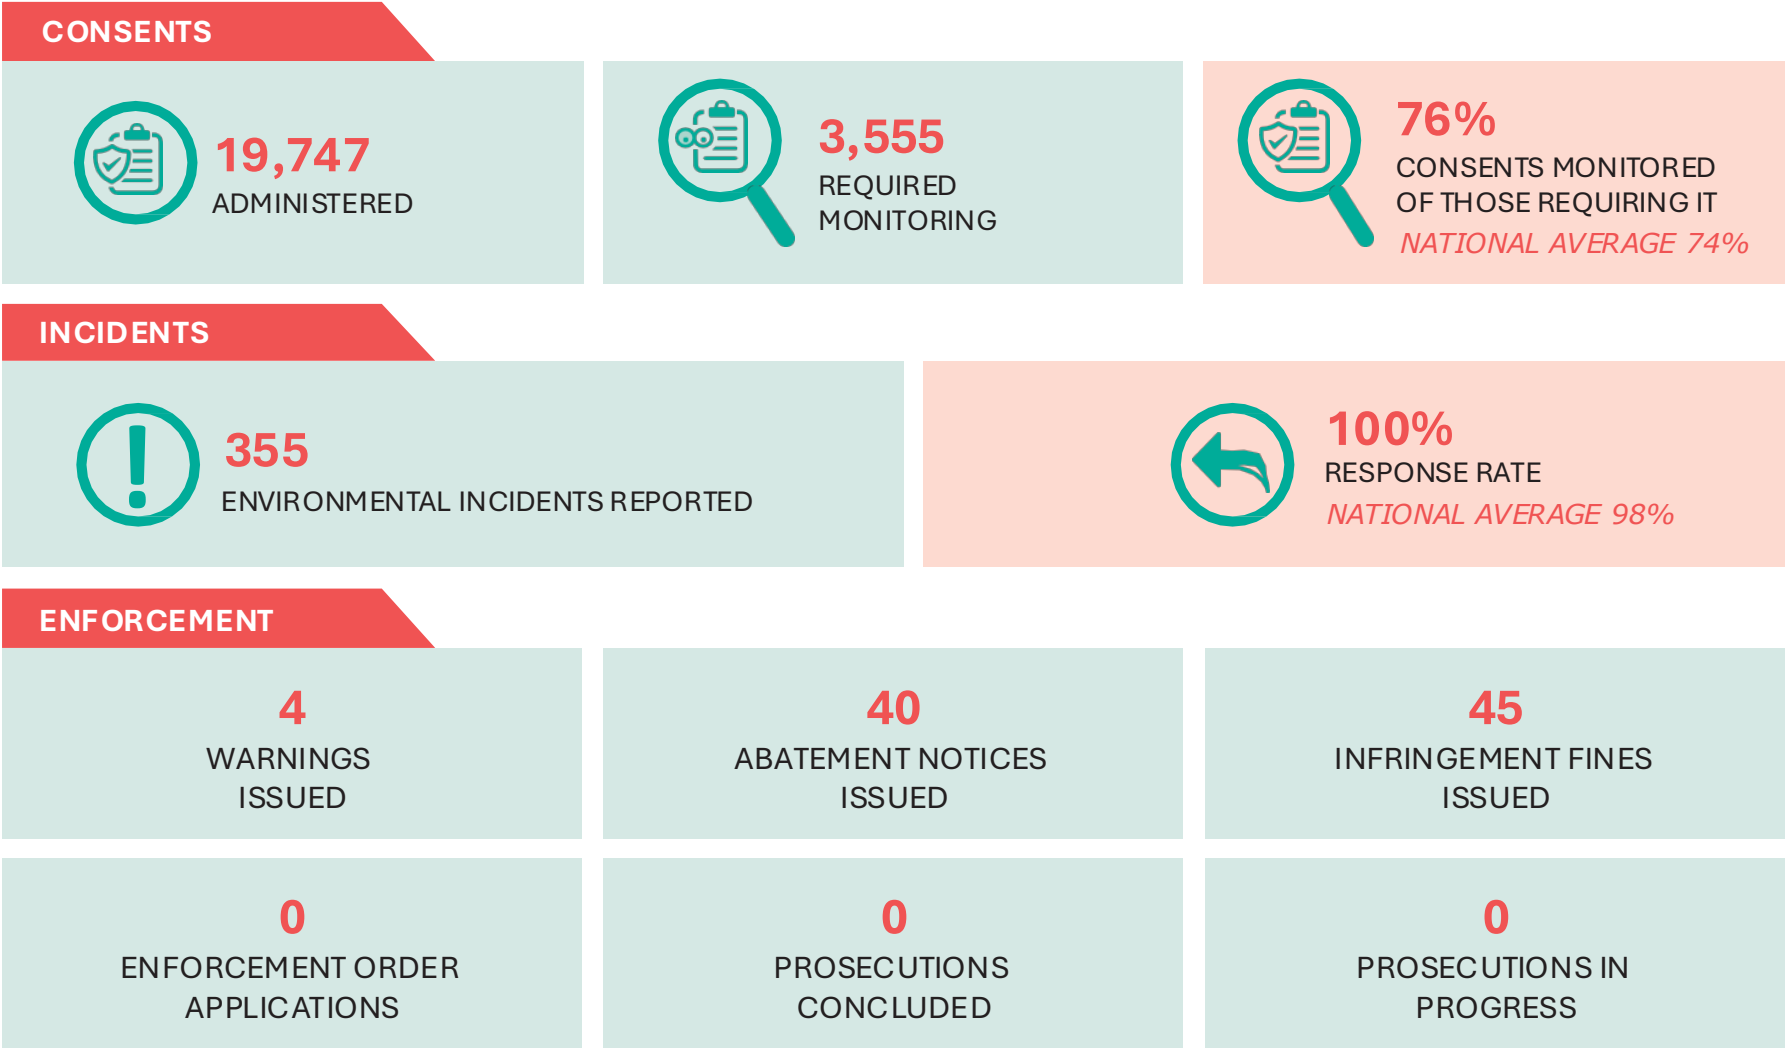 CONSENTS
19,747
ADMINISTERED
3,555
REQUIRED
MONITORING
76%
CONSENTS MONITORED
OF THOSE REQUIRING IT
NATIONAL AVERAGE 74%
INCIDENTS
355
ENVIRONMENTAL INCIDENTS REPORTED
100%
RESPONSE RATE
NATIONAL AVERAGE 98%
ENFORCEMENT
4
WARNINGS
ISSUED
40
ABATEMENT NOTICES
ISSUED
45
INFRINGEMENT FINES
ISSUED
0
ENFORCEMENT ORDER
APPLICATIONS
0
PROSECUTIONS
CONCLUDED
0
PROSECUTIONS IN
PROGRESS